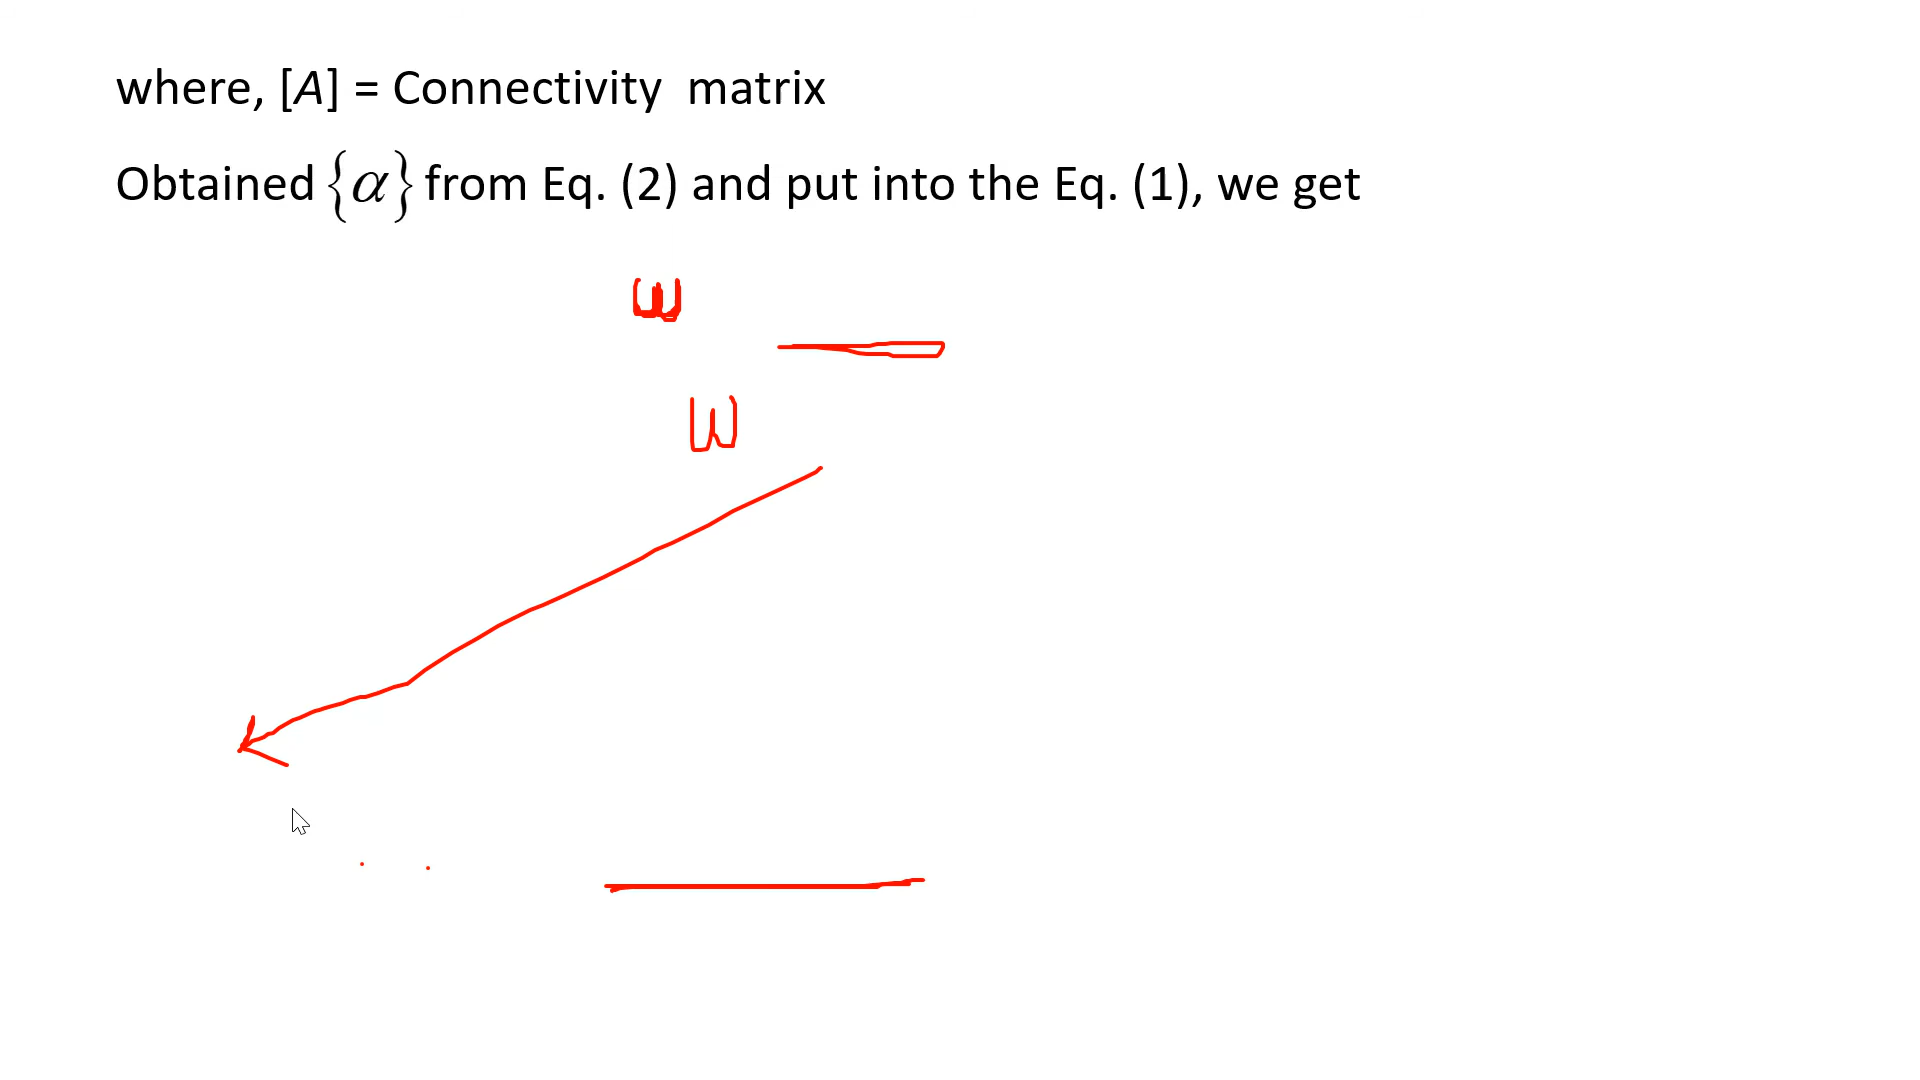 where, [A] = Connectivity matrix
Obtained {α} from Eq. (2) and put into the Eq. (1), we get
w
w